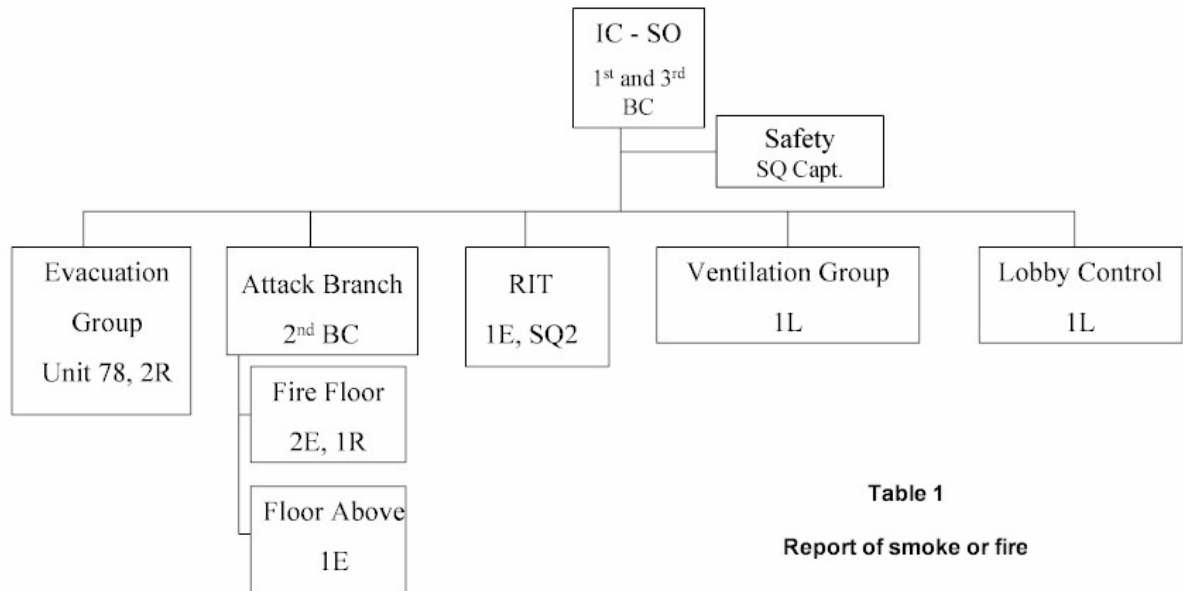 IC - SO
1st and 3rd
BC
Safety
SQ Capt.
Evacuation
Group
Unit 78, 2R
Attack Branch
2nd BC
Fire Floor
2E, 1R
Floor Above
1E
RIT
1E, SQ2
Ventilation Group
1L
Lobby Control
1L
Table 1
Report of smoke or fire